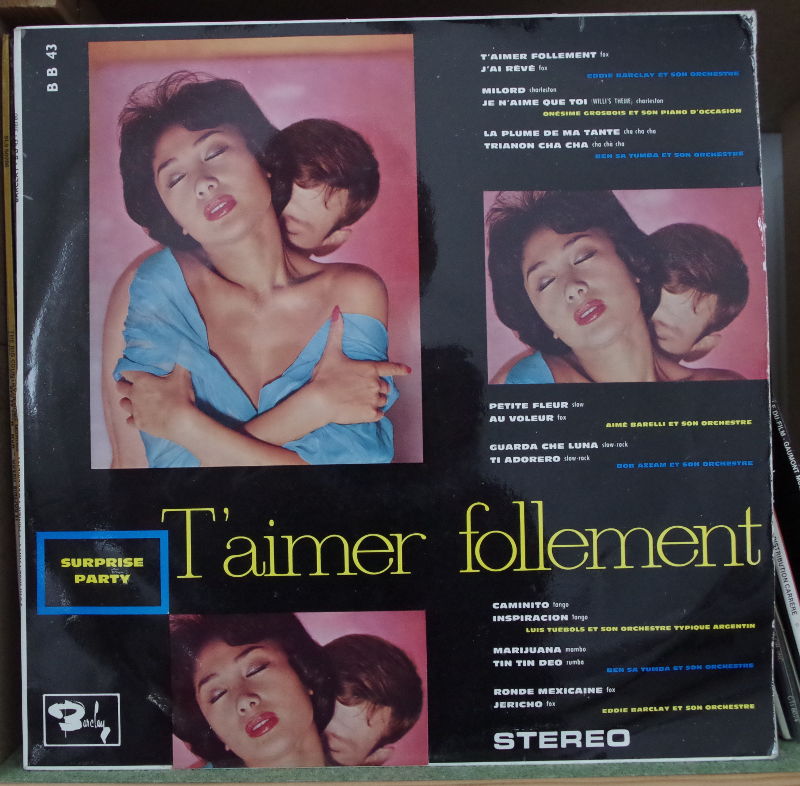 B B 43
T'AIMER FOLLEMENT fox
J'AI RÊVÉ fox
EDDIE BARCLAY ET SON ORCHESTRE
MILORD charleston
JE N'AIME QUE TOI (WILLI'S THEME) charleston
ONÉSIME GROSBOIS ET SON PIANO D'OCCASION
LA PLUME DE MA TANTE cha cha cha
TRIANON CHA CHA cha cha cha
BEN SA TUMBA ET SON ORCHESTRE
PETITE FLEUR slow
AU VOLEUR fox
AIMÉ BARELLI ET SON ORCHESTRE
GUARDA CHE LUNA slow-rock
TI ADORERO slow-rock
BOB AZZAM ET SON ORCHESTRE
T'aimer follement
SURPRISE
PARTY
CAMINITO tango
INSPIRACION tango
LUIS TUEBOLS ET SON ORCHESTRE TYPIQUE ARGENTIN
MARIJUANA mambo
TIN TIN DEO rumba
BEN SA TUMBA ET SON ORCHESTRE
RONDE MEXICAINE fox
JERICHO fox
EDDIE BARCLAY ET SON ORCHESTRE
Barclay
STEREO
DU FILM - GAUMONT
DISTRIBUTION CARRERE